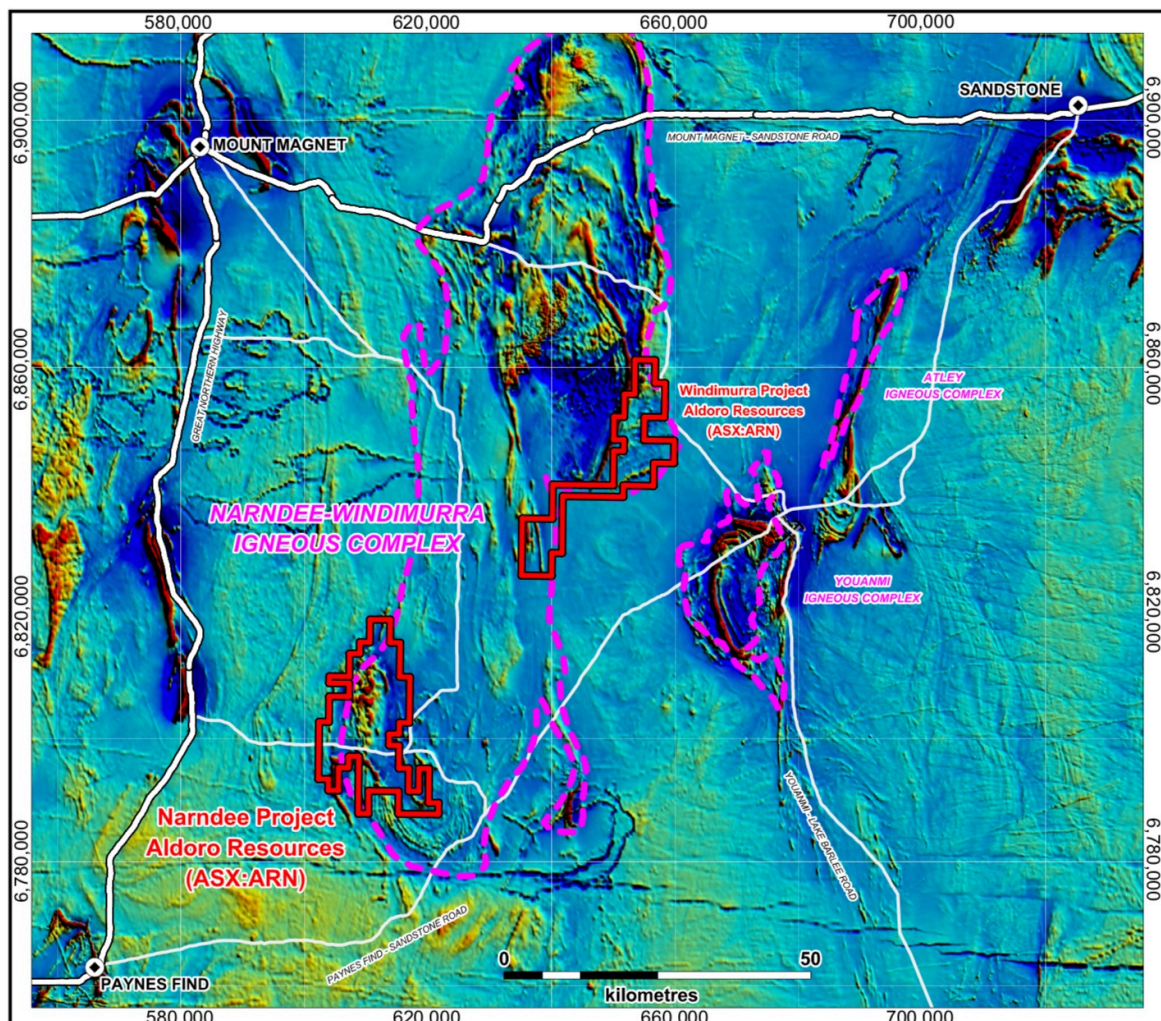 580,000
620,000
660,000
700,000
SANDSTONE
6,900,000
6,900,000
MOUNT MAGNET - SANDSTONE ROAD
MOUNT MAGNET
GREAT NORTHERN HIGHWAY
6,860,000
6,890,000
ATLEY
IGNEOUS COMPLEX
Windimurra Project
Aldoro Resources
(ASX:ARN)
NARNDEE-WINDIMURRA
IGNEOUS COMPLEX
YOUANMI
IGNEOUS COMPLEX
6,820,000
6,820,000
Narndee Project
Aldoro Resources
(ASX:ARN)
YOUANMI - LAKE BARLEE ROAD
6,780,000
6,780,000
PAYNES FIND - SANDSTONE ROAD
PAYNES FIND
0
50
kilometres
580,000
620,000
660,000
700,000